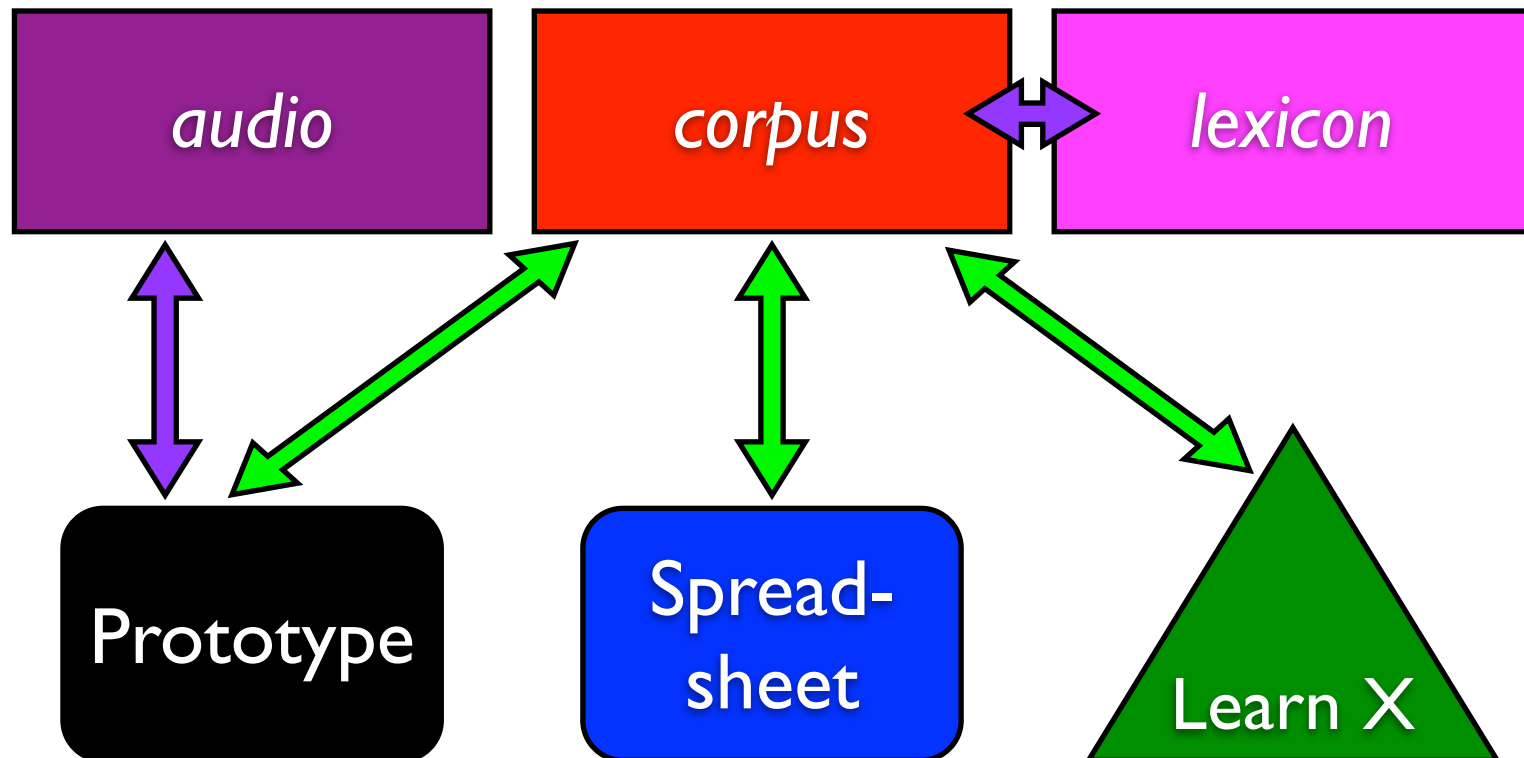 audio
corpus
lexicon
Prototype
Spread-
sheet
Learn X